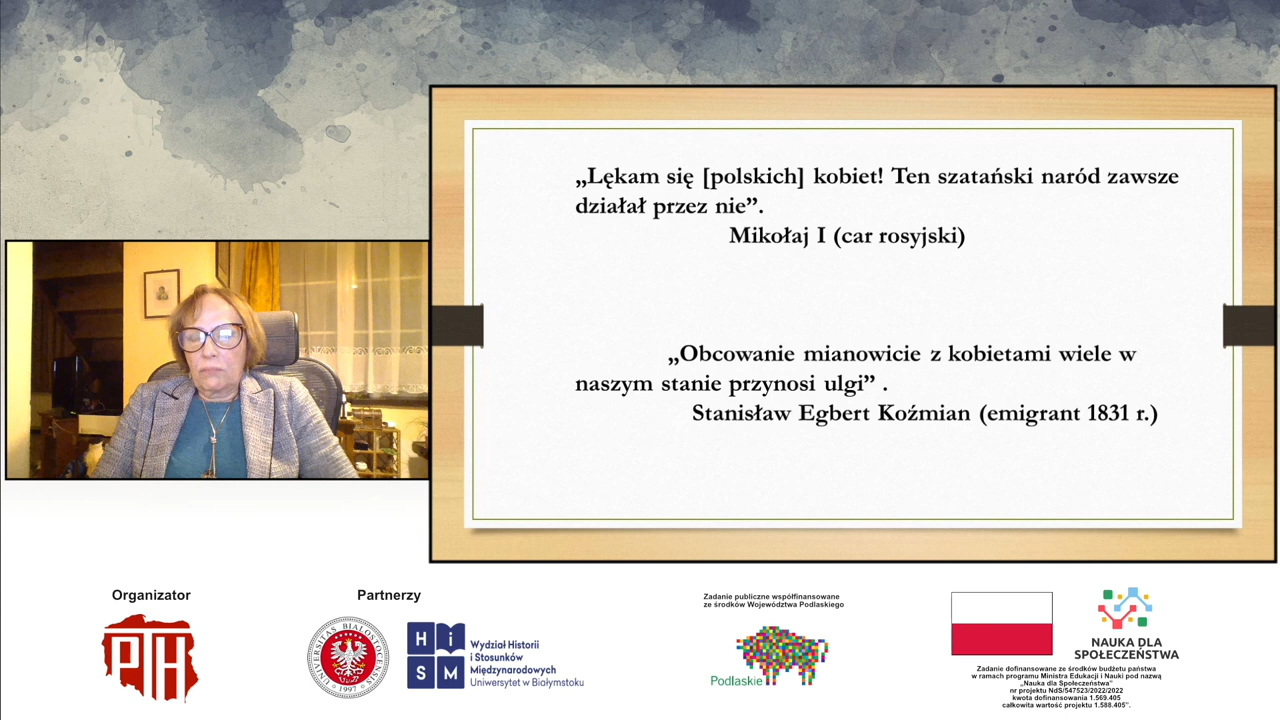 „Lękam się [polskich] kobiet! Ten szatański naród zawsze
działał przez nie”.
Mikołaj I (car rosyjski)
„Obcowanie mianowicie z kobietami wiele w
naszym stanie przynosi ulgi” .
Stanisław Egbert Koźmian (emigrant 1831 r.)
Organizator
PTH
Partnerzy
UNIVERSITAS BIALOSTOCENSIS
1997
H i
S M
Wydział Historii
i Stosunków
Międzynarodowych
Uniwersytet w Białymstoku
Zadanie publiczne współfinansowane
ze środków Województwa Podlaskiego
Podlaskie
NAUKA DLA
SPOŁECZEŃSTWA
Zadanie dofinansowane ze środków budżetu państwa
w ramach programu Ministra Edukacji i Nauki pod nazwą
„Nauka dla Społeczeństwa”
nr projektu NdS/547523/2022/2022
kwota dofinansowania 1.569.405
całkowita wartość projektu 1.588.405”.